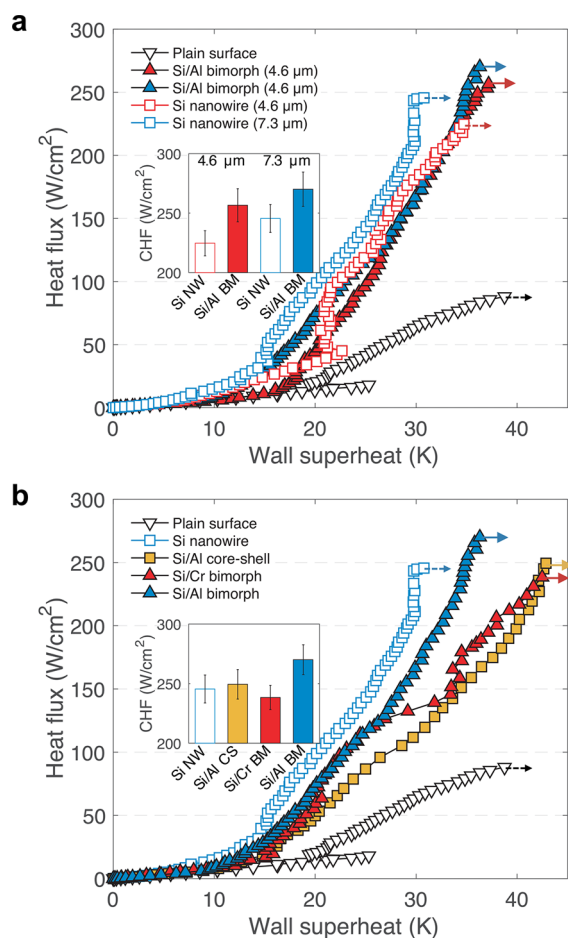 a
300
250
200
150
100
50
0
Heat flux (W/cm²)
Plain surface
Si/Al bimorph (4.6 µm)
Si/Al bimorph (4.6 µm)
Si nanowire (4.6 µm)
Si nanowire (7.3 µm)
300
250
200
CHF (W/cm²)
4.6 µm 7.3 µm
Si NW
Si/Al BM
Si NW
Si/Al BM
0 10 20 30 40
Wall superheat (K)
b
300
250
200
150
100
50
0
Heat flux (W/cm²)
Plain surface
Si nanowire
Si/Al core-shell
Si/Cr bimorph
Si/Al bimorph
300
250
200
CHF (W/cm²)
Si NW
Si/Al CS
Si/Cr BM
Si/Al BM
0 10 20 30 40
Wall superheat (K)